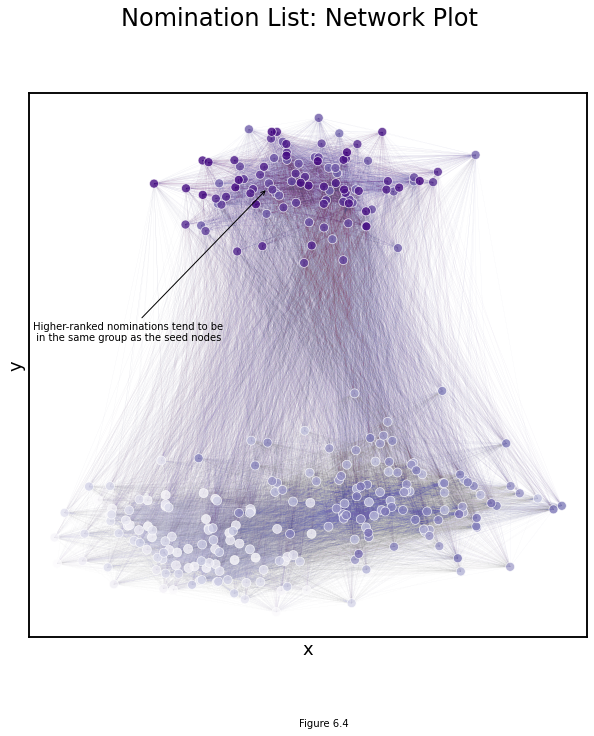 Nomination List: Network Plot
Higher-ranked nominations tend to be
in the same group as the seed nodes
y
x
Figure 6.4